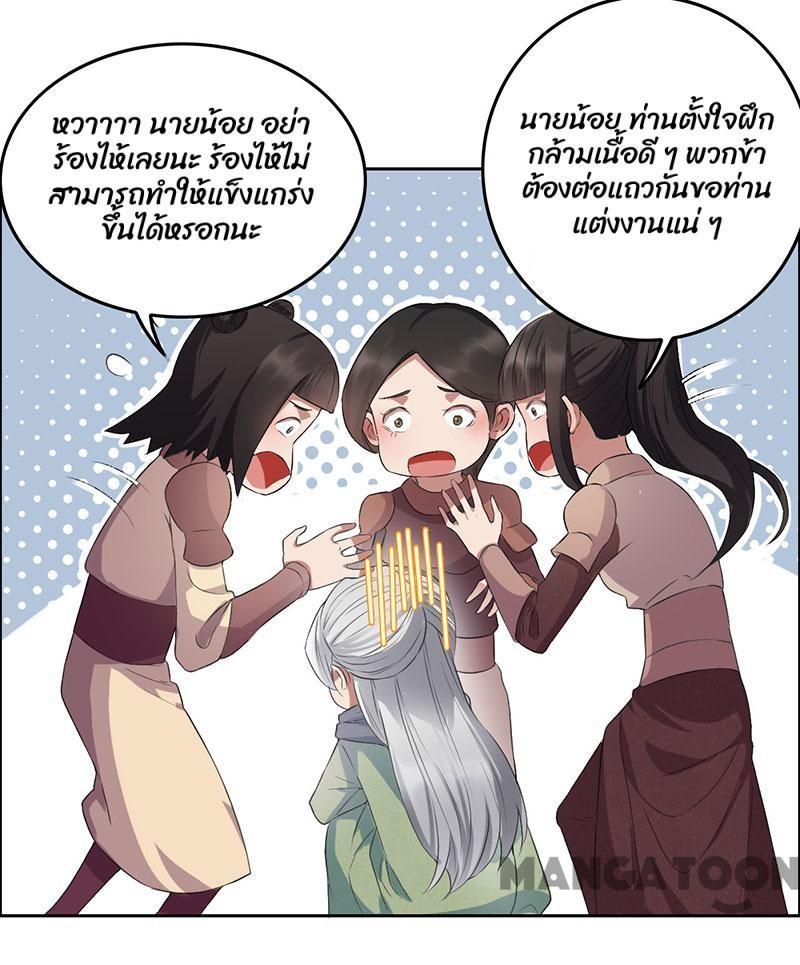 หวาาาา นายน้อย อย่า
ร้องไห้เลยนะ ร้องไห้ไม่
สามารถทำให้แข็งแกร่ง
ขึ้นได้หรอกนะ
นายน้อย ท่านตั้งใจฝึก
กล้ามเนื้อดี ๆ พวกข้า
ต้องต่อแถวกันขอท่าน
แต่งงานแน่ ๆ
MANGATOON